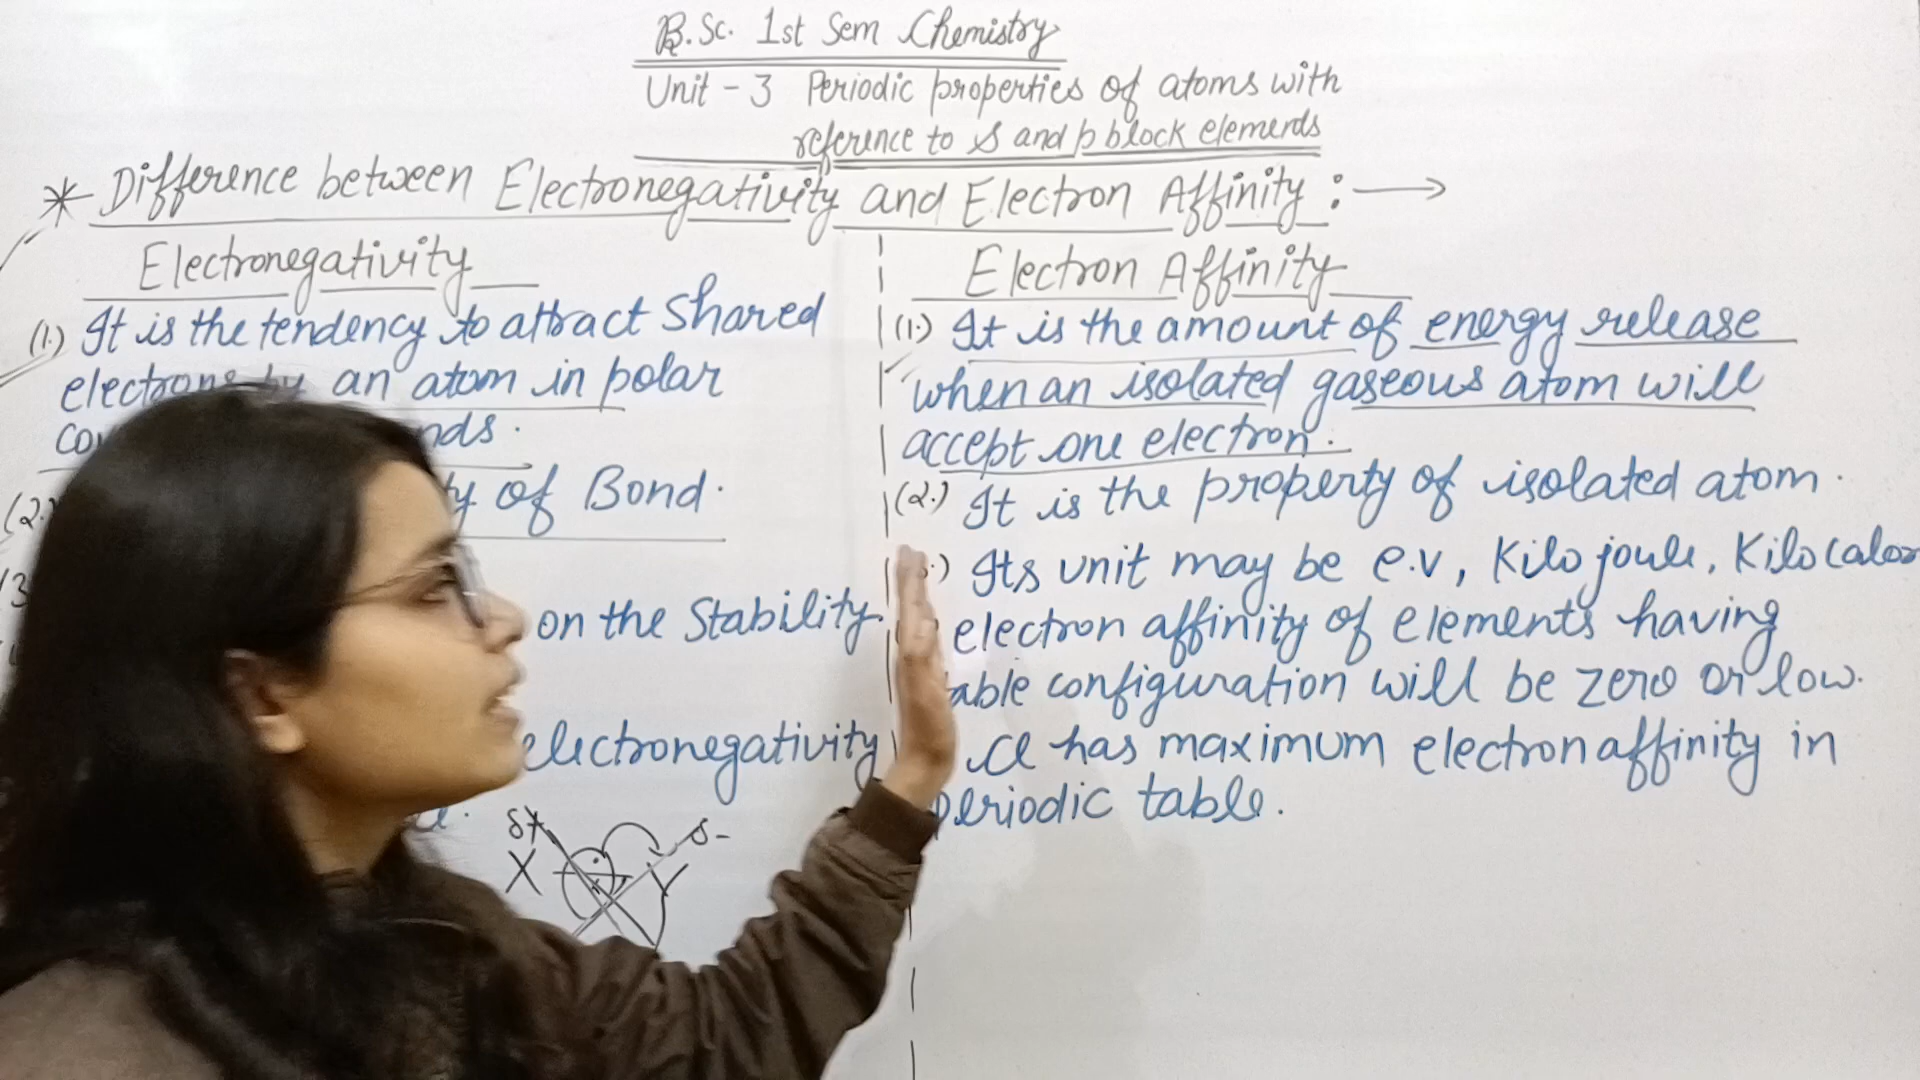 B.Sc. 1st Sem Chemistry
Unit - 3 Periodic properties of atoms with
reference to s and p block elements
* Difference between Electronegativity and Electron Affinity :→
Electronegativity
(1.) It is the tendency to attract shared
electrons by an atom in polar
nds.
(2.) ty of Bond.
on the Stability.
electronegativity
δ+ δ-
X Y
Electron Affinity
(1.) It is the amount of energy release
when an isolated gaseous atom will
accept one electron.
(2.) It is the property of isolated atom.
Its unit may be e.v, Kilo joule, Kilo calor
electron affinity of elements having
able configuration will be zero or low.
Cl has maximum electron affinity in
periodic table.